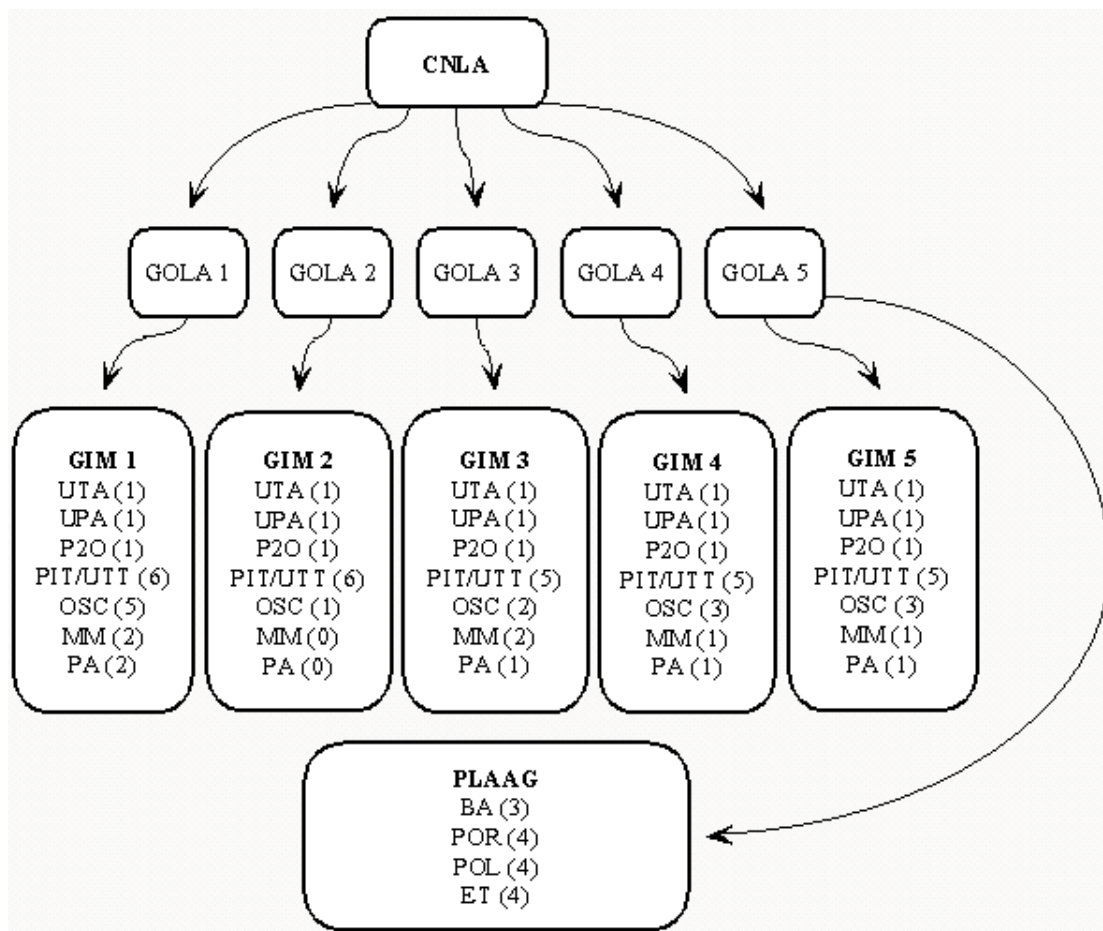 CNLA
GOLA 1
GOLA 2
GOLA 3
GOLA 4
GOLA 5
GIM 1
UTA (1)
UPA (1)
P2O (1)
PIT/UTT (6)
OSC (5)
MM (2)
PA (2)
GIM 2
UTA (1)
UPA (1)
P2O (1)
PIT/UTT (6)
OSC (1)
MM (0)
PA (0)
GIM 3
UTA (1)
UPA (1)
P2O (1)
PIT/UTT (5)
OSC (2)
MM (2)
PA (1)
GIM 4
UTA (1)
UPA (1)
P2O (1)
PIT/UTT (5)
OSC (3)
MM (1)
PA (1)
GIM 5
UTA (1)
UPA (1)
P2O (1)
PIT/UTT (5)
OSC (3)
MM (1)
PA (1)
PLAAG
BA (3)
POR (4)
POL (4)
ET (4)